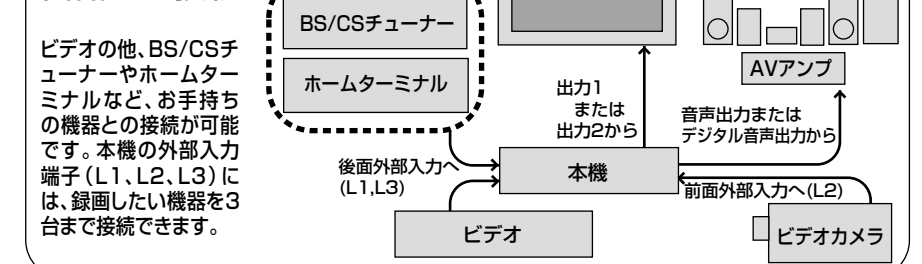 ビデオの他、BS/CSチ
ューナーやホームター
ミナルなど、お手持ち
の機器との接続が可能
です。本機の外部入力
端子(L1、L2、L3)に
は、録画したい機器を3
台まで接続できます。
BS/CSチューナー
ホームターミナル
AVアンプ
出力1
または
出力2から
音声出力または
デジタル音声出力から
後面外部入力へ
(L1,L3)
本機
前面外部入力へ(L2)
ビデオ
ビデオカメラ